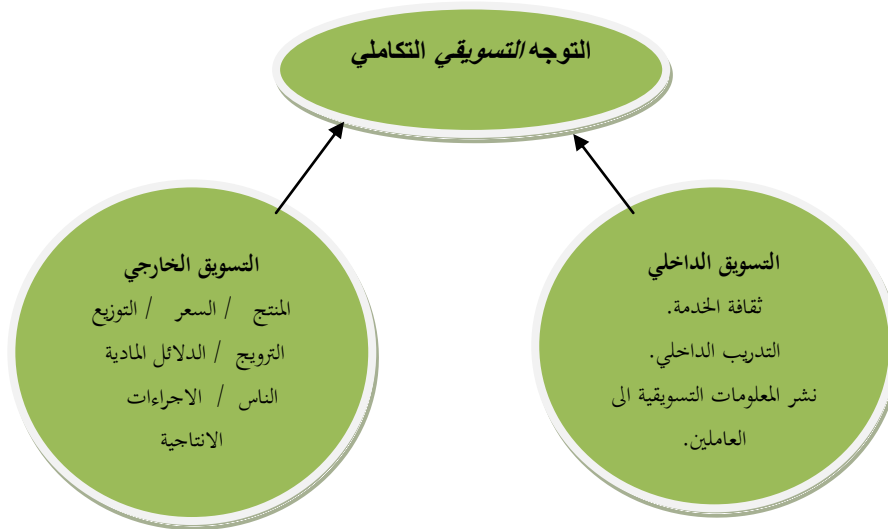 التوجه التسويقي التكاملي
التسويق الداخلي
ثقافة الخدمة.
التدريب الداخلي.
نشر المعلومات التسويقية الى
العاملين.
التسويق الخارجي
المنتج / السعر / التوزيع
الترويج / الدلائل المادية
الناس / الاجراءات
الانتاجية